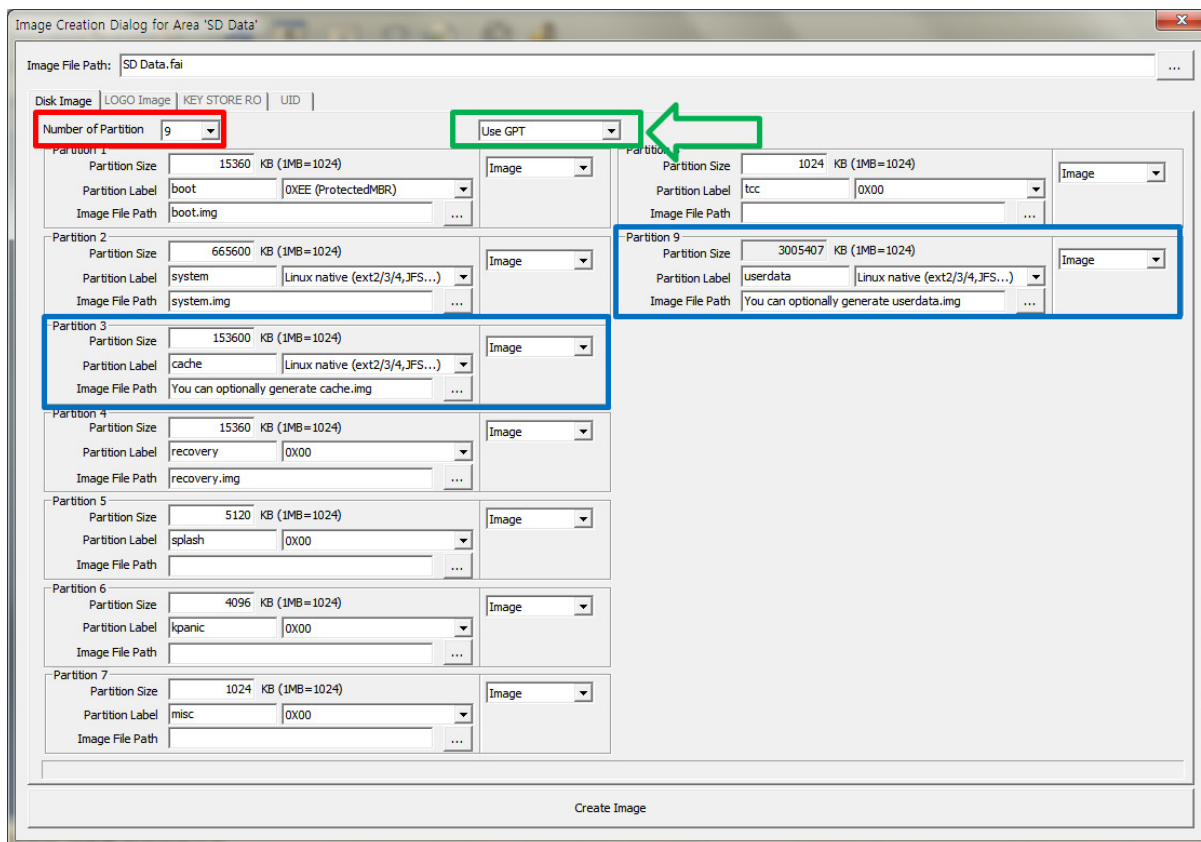 Image Creation Dialog for Area 'SD Data'
Image File Path: SD Data.fai ...
Disk Image LOGO Image KEY STORE RO UID
Number of Partition 9 Use GPT
Partition 1
Partition Size 15360 KB (1MB=1024) Image
Partition Label boot 0XEE (ProtectedMBR)
Image File Path boot.img ...
Partition 2
Partition Size 665600 KB (1MB=1024) Image
Partition Label system Linux native (ext2/3/4,JFS...)
Image File Path system.img ...
Partition 3
Partition Size 153600 KB (1MB=1024) Image
Partition Label cache Linux native (ext2/3/4,JFS...)
Image File Path You can optionally generate cache.img ...
Partition 4
Partition Size 15360 KB (1MB=1024) Image
Partition Label recovery 0X00
Image File Path recovery.img ...
Partition 5
Partition Size 5120 KB (1MB=1024) Image
Partition Label splash 0X00
Image File Path ...
Partition 6
Partition Size 4096 KB (1MB=1024) Image
Partition Label kpanic 0X00
Image File Path ...
Partition 7
Partition Size 1024 KB (1MB=1024) Image
Partition Label misc 0X00
Image File Path ...
Partition
Partition Size 1024 KB (1MB=1024) Image
Partition Label tcc 0X00
Image File Path ...
Partition 9
Partition Size 3005407 KB (1MB=1024) Image
Partition Label userdata Linux native (ext2/3/4,JFS...)
Image File Path You can optionally generate userdata.img ...
Create Image